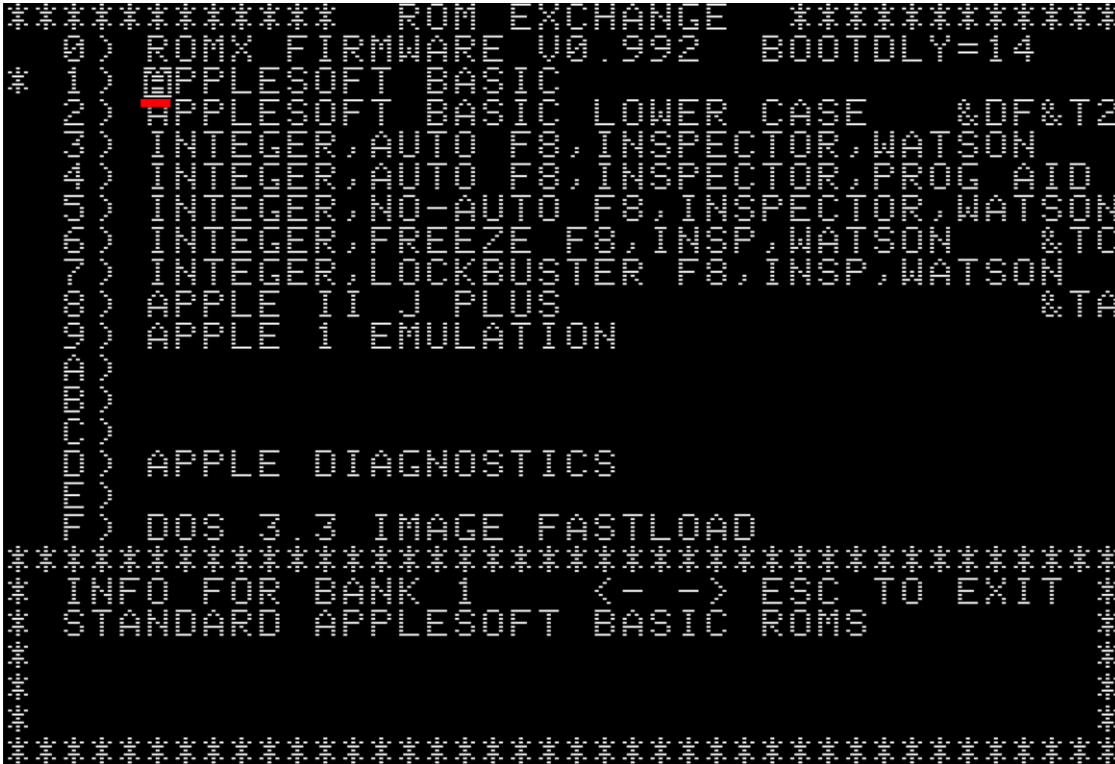 ************ ROM EXCHANGE ************
0) ROMX FIRMWARE V0.992 BOOTDLY=14
* 1) APPLESOFT BASIC
2) APPLESOFT BASIC LOWER CASE &DF&T2
3) INTEGER,AUTO F8,INSPECTOR,WATSON
4) INTEGER,AUTO F8,INSPECTOR,PROG AID
5) INTEGER,NO-AUTO F8,INSPECTOR,WATSON
6) INTEGER,FREEZE F8,INSP,WATSON &TC
7) INTEGER,LOCKBUSTER F8,INSP,WATSON
8) APPLE II J PLUS &TA
9) APPLE 1 EMULATION
A)
B)
C)
D) APPLE DIAGNOSTICS
E)
F) DOS 3.3 IMAGE FASTLOAD
****************************************
* INFO FOR BANK 1 <- -> ESC TO EXIT *
* STANDARD APPLESOFT BASIC ROMS *
* *
* *
* *
****************************************